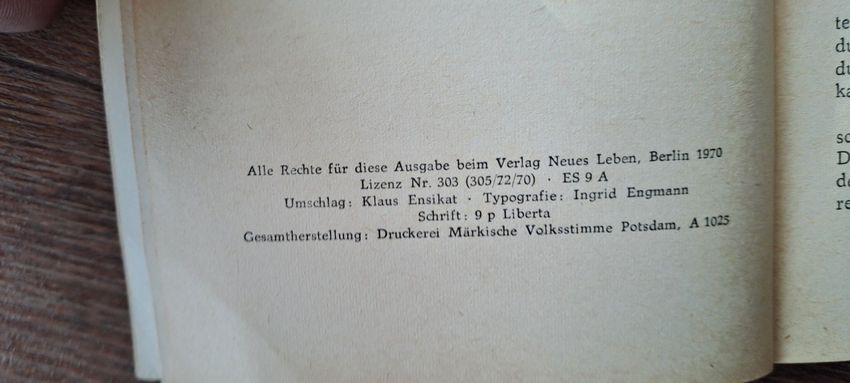 Alle Rechte für diese Ausgabe beim Verlag Neues Leben, Berlin 1970
Lizenz Nr. 303 (305/72/70) · ES 9 A
Umschlag: Klaus Ensikat · Typografie: Ingrid Engmann
Schrift: 9 p Liberta
Gesamtherstellung: Druckerei Märkische Volksstimme Potsdam, A 1025